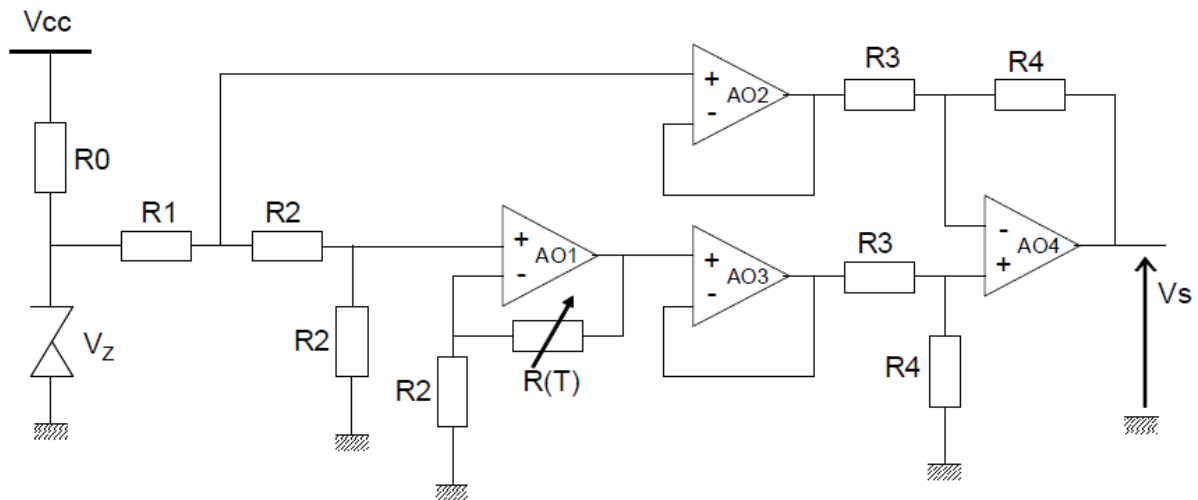 Vcc
R0
R1
R2
R2
R2
R(T)
+
-
AO1
+
-
AO2
+
-
AO3
R3
R4
R3
R4
-
+
AO4
Vs
VZ